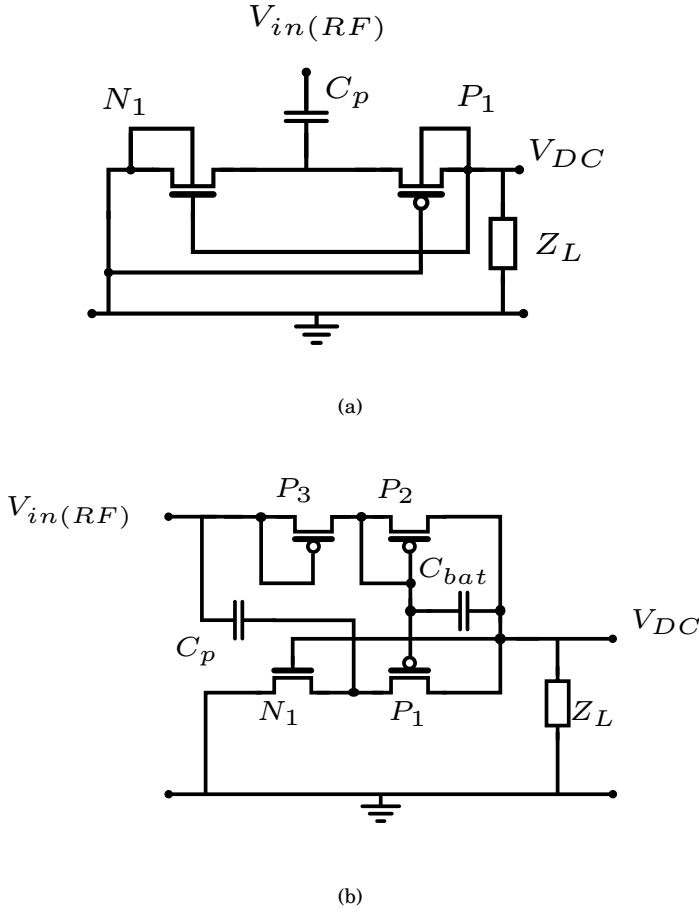 V_{in(RF)}
C_p
N_1
P_1
V_{DC}
Z_L
(a)
P_3
P_2
V_{in(RF)}
C_{bat}
V_{DC}
C_p
N_1
P_1
Z_L
(b)